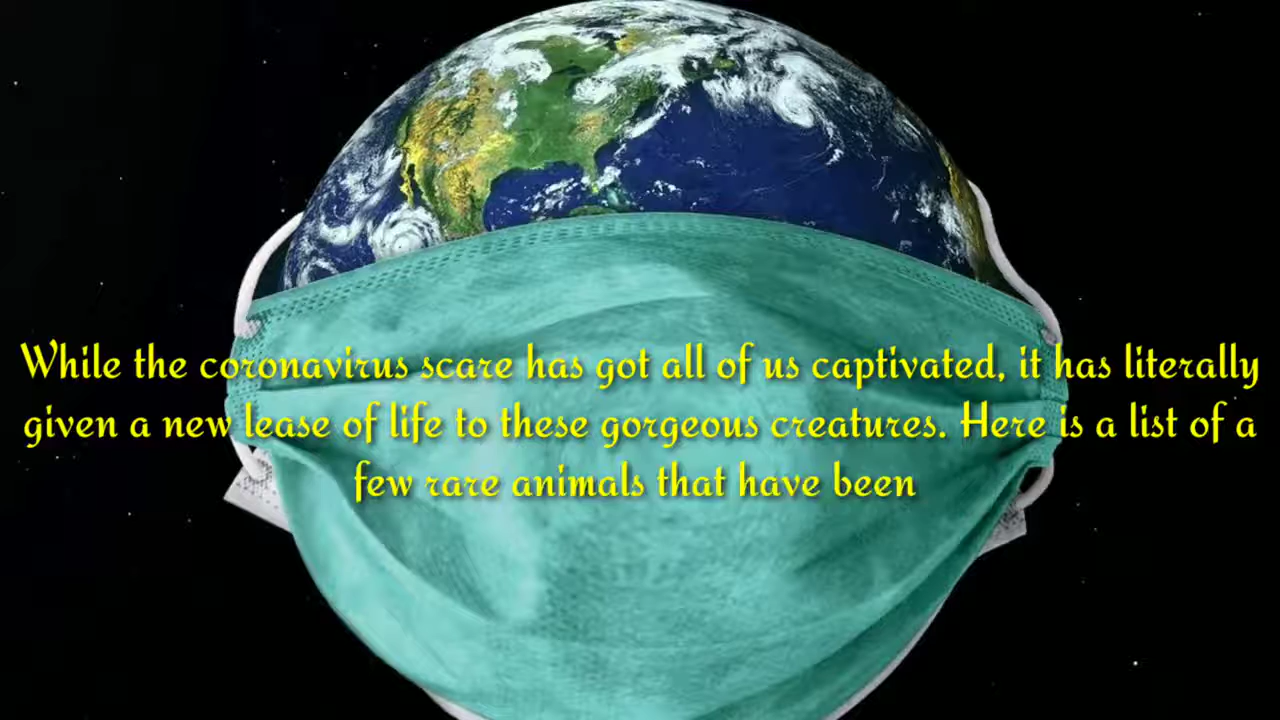 While the coronavirus scare has got all of us captivated, it has literally
given a new lease of life to these gorgeous creatures. Here is a list of a
few rare animals that have been